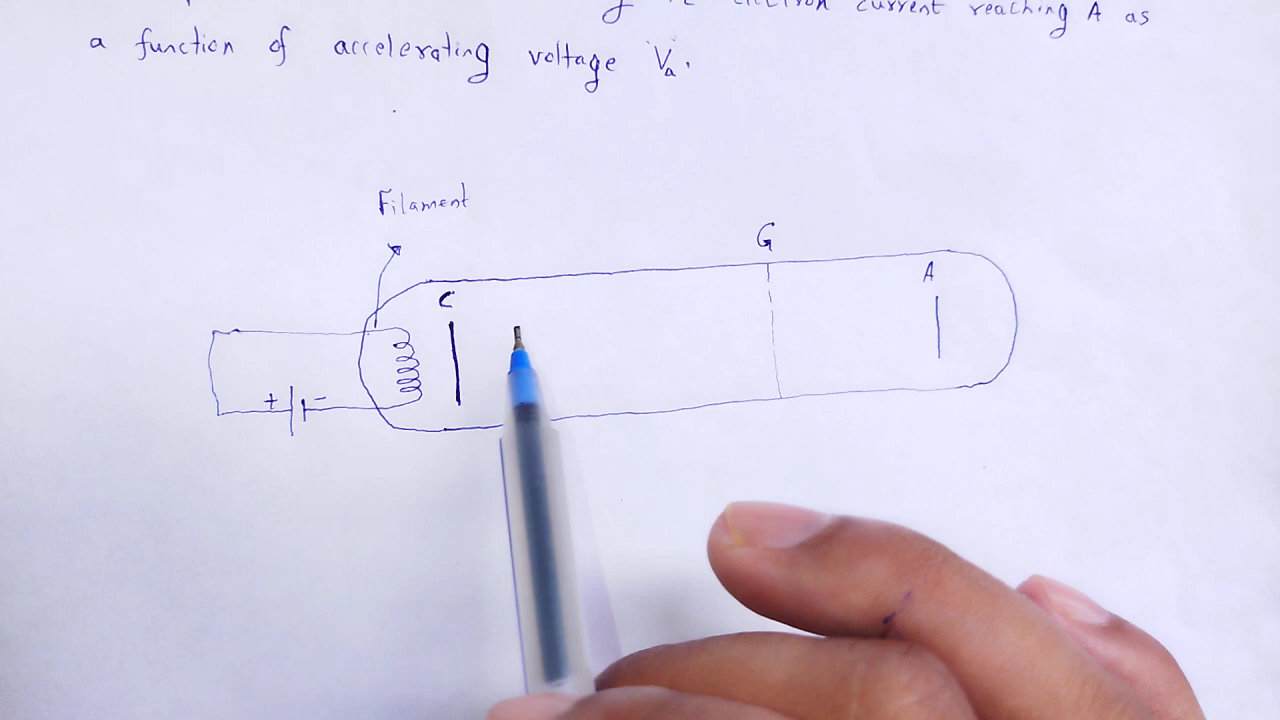 electron current reaching A as
a function of accelerating voltage Va.
Filament
G
C
A
+ -